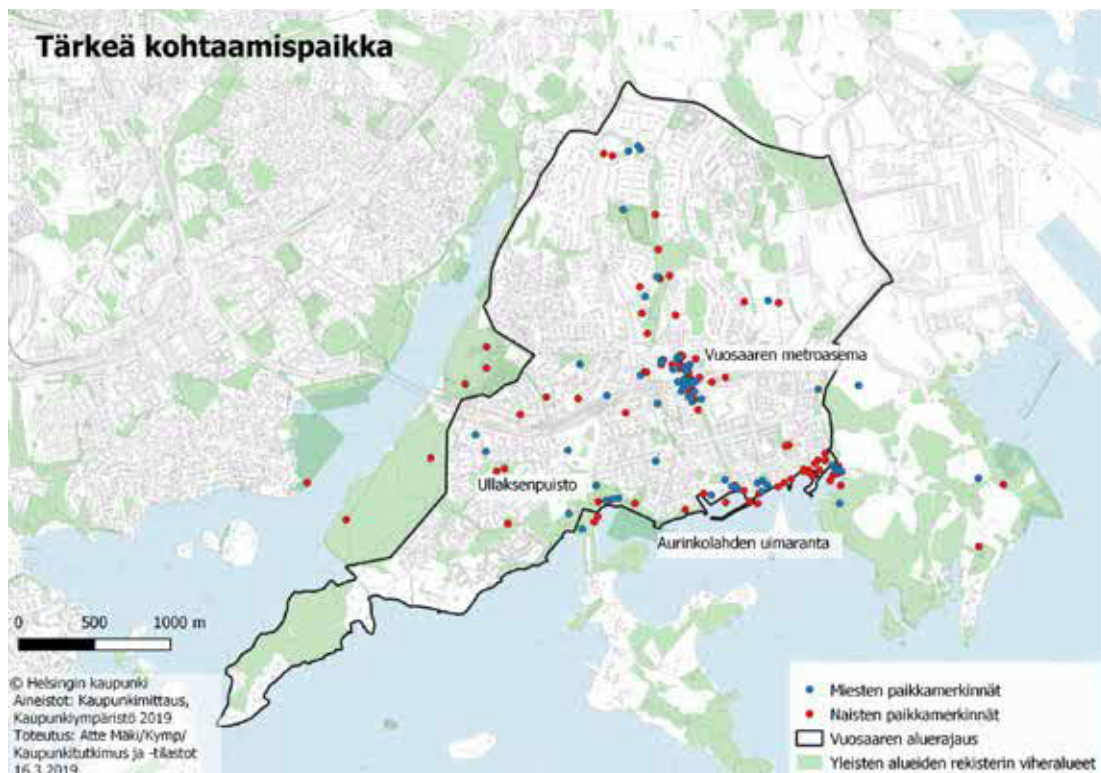 Tärkeä kohtaamispaikka
Vuosaaren metroasema
Ullaksenpuisto
Aurinkolahden uimaranta
0 500 1000 m
© Helsingin kaupunki
Aineistot: Kaupunkimittaus,
Kaupunkiympäristö 2019
Toteutus: Atte Mäki/Kymp/
Kaupunkitutkimus ja -tilastot
16.3.2019
Miesten paikkamerkinnät
Naisten paikkamerkinnät
Vuosaaren aluerajaus
Yleisten alueiden rekisterin viheralueet